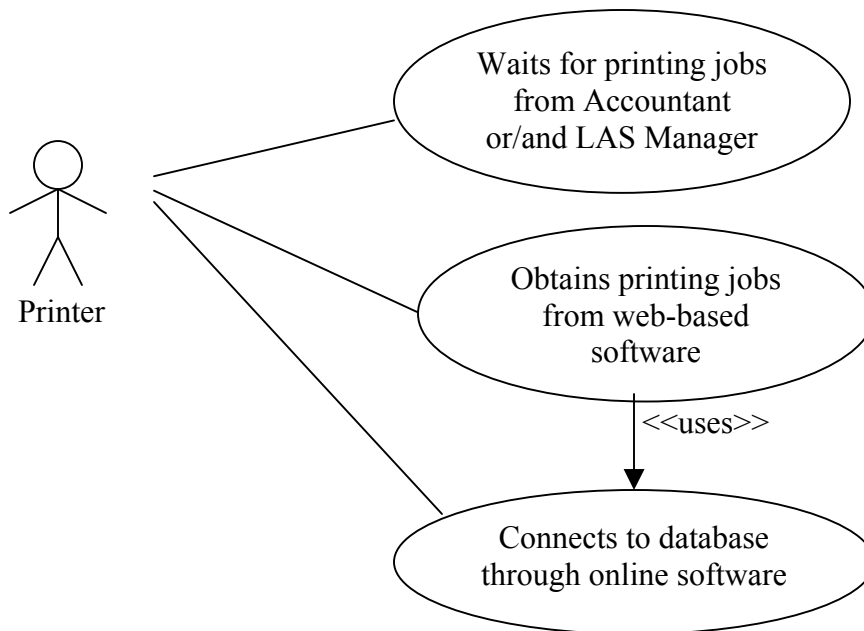 Waits for printing jobs
from Accountant
or/and LAS Manager
Printer
Obtains printing jobs
from web-based
software
<<uses>>
Connects to database
through online software